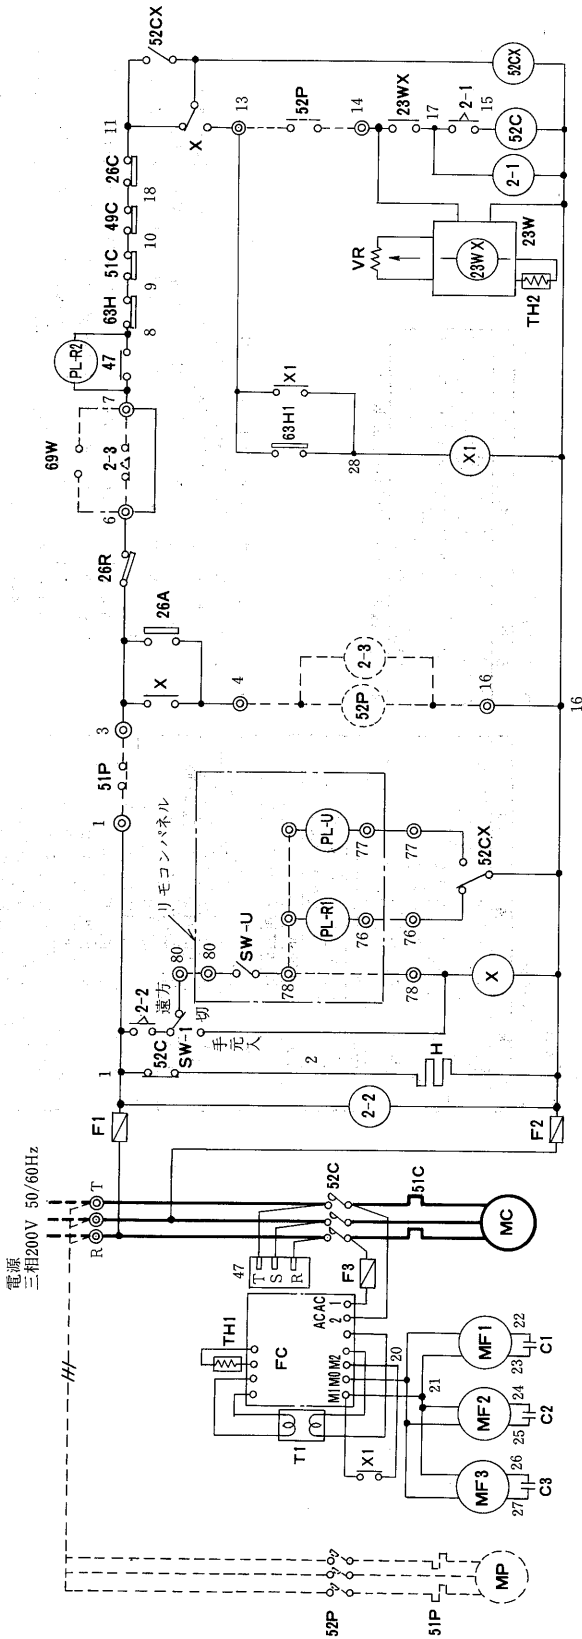 電源
三相200V 50/60Hz
R
T
F1
F2
1
1
51P
3
X
26A
26R
6
2-3
69W
7
47
PL-R2
8
63H
9
51C
10
49C
18
26C
11
52CX
X
13
52P
14
23WX
17
2-1
15
52C
2-1
52CX
VR
23WX
23W
TH2
X1
63H1
28
X1
4
52P
2-3
16
16
リモコンパネル
80
80
SW-U
78
78
PL-R1
PL-U
76
76
77
77
52CX
X
2-2
遠方
切
手元入
SW-1
52C
2
H
2-2
52C
51C
MC
47
T
S
R
F3
TH1
FC
ACAC
1
2
M1M0M2
T1
X1
20
21
MF1
22
23
C1
MF2
24
25
C2
MF3
26
27
C3
52P
51P
MP